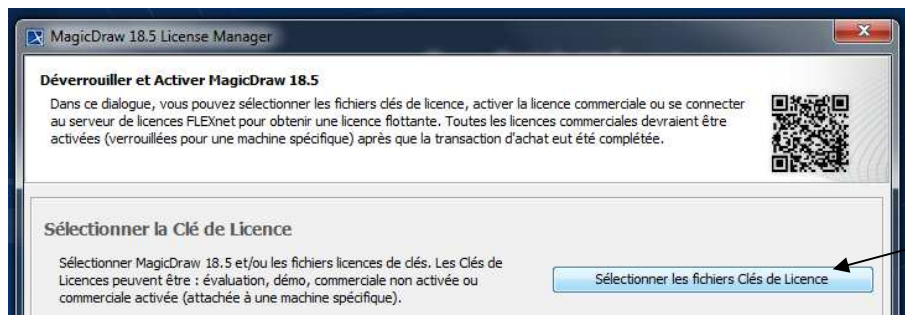 MagicDraw 18.5 License Manager
Déverrouiller et Activer MagicDraw 18.5
Dans ce dialogue, vous pouvez sélectionner les fichiers clés de licence, activer la licence commerciale ou se connecter
au serveur de licences FLEXnet pour obtenir une licence flottante. Toutes les licences commerciales devraient être
activées (verrouillées pour une machine spécifique) après que la transaction d'achat eut été complétée.
Sélectionner la Clé de Licence
Sélectionner MagicDraw 18.5 et/ou les fichiers licences de clés. Les Clés de
Licences peuvent être : évaluation, démo, commerciale non activée ou
commerciale activée (attachée à une machine spécifique).
Sélectionner les fichiers Clés de Licence